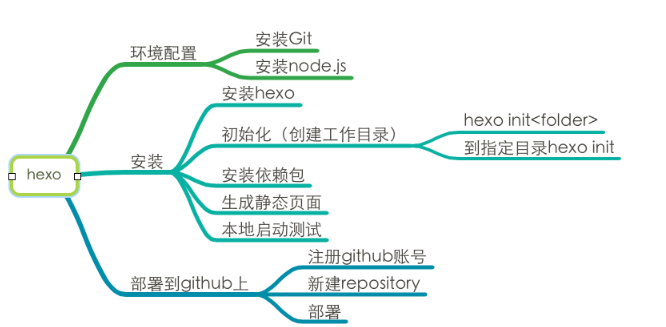 hexo
环境配置
安装Git
安装node.js
安装
安装hexo
初始化（创建工作目录）
hexo init<folder>
到指定目录hexo init
安装依赖包
生成静态页面
本地启动测试
部署到github上
注册github账号
新建repository
部署